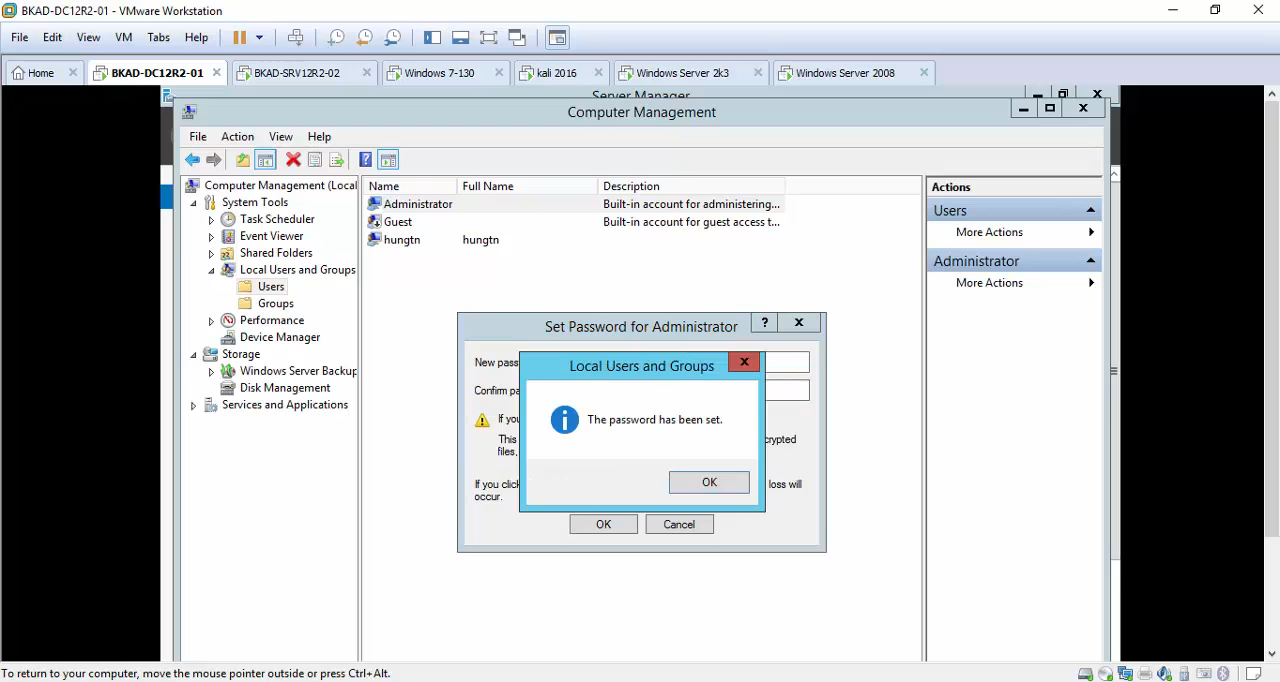 BKAD-DC12R2-01 - VMware Workstation
File Edit View VM Tabs Help
Home BKAD-DC12R2-01 BKAD-SRV12R2-02 Windows 7-130 kali 2016 Windows Server 2k3 Windows Server 2008
Server Manager
Computer Management
File Action View Help
Computer Management (Local
System Tools
Task Scheduler
Event Viewer
Shared Folders
Local Users and Groups
Users
Groups
Performance
Device Manager
Storage
Windows Server Backup
Disk Management
Services and Applications
Name Full Name Description
Administrator Built-in account for administering...
Guest Built-in account for guest access t...
hungtn hungtn
Actions
Users
More Actions
Administrator
More Actions
Set Password for Administrator
New pass
Confirm pa
If you
This crypted
files,
If you click loss will
occur.
OK Cancel
Local Users and Groups
The password has been set.
OK
To return to your computer, move the mouse pointer outside or press Ctrl+Alt.